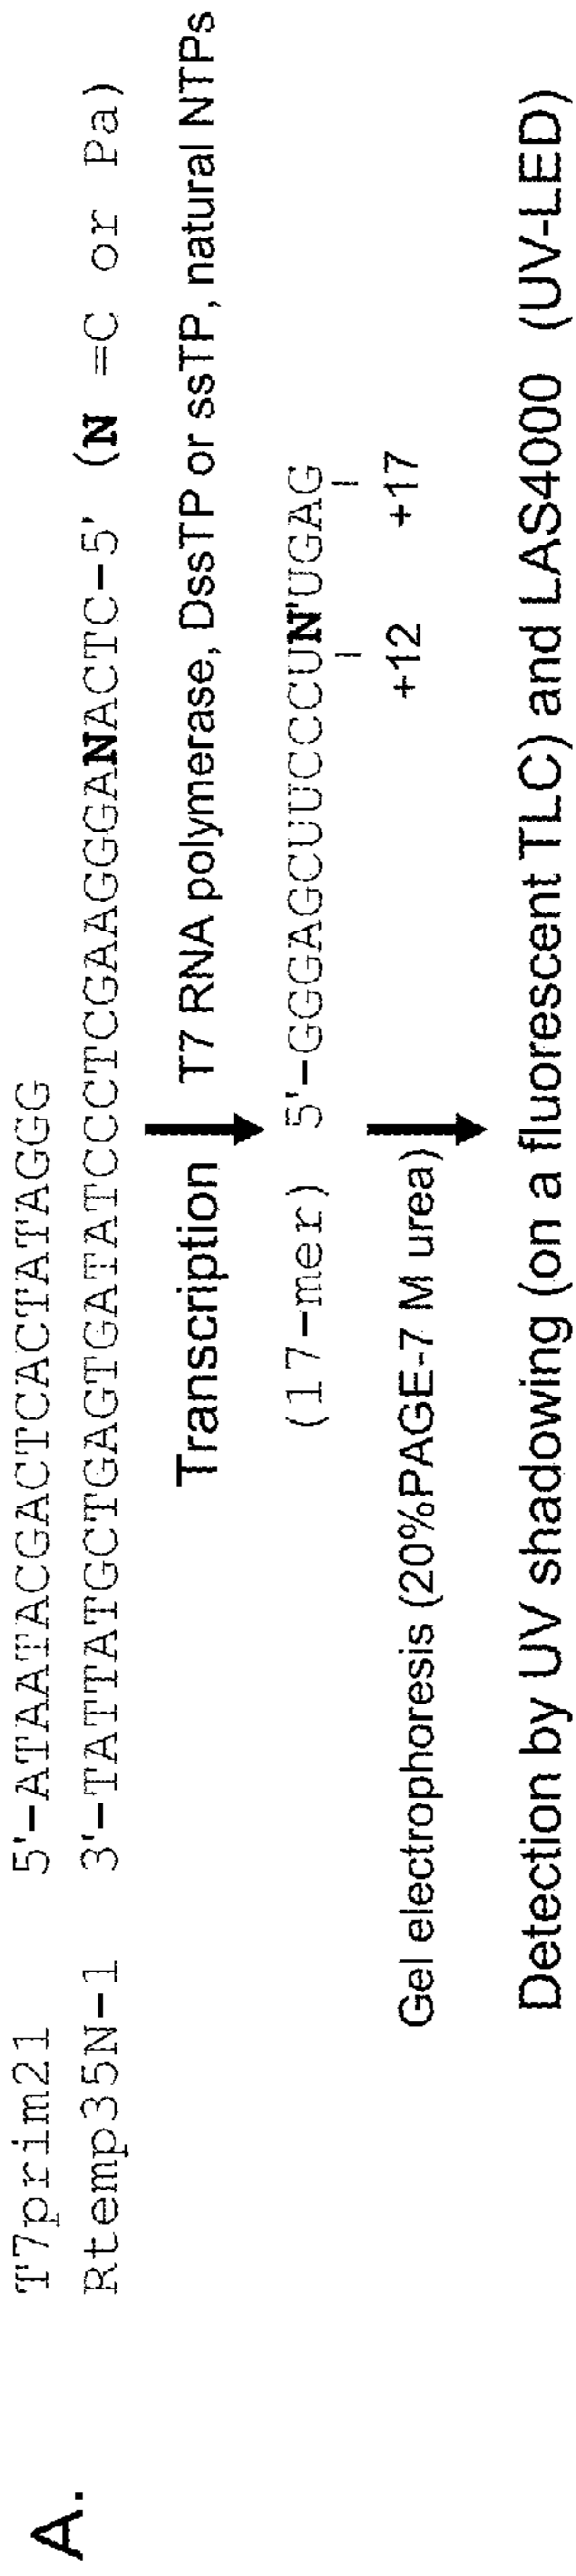 A.
T7prim21 5'-ATAATACGACTCACTATAGGG
Rtemp35N-1 3'-TATTATGCTGAGTGATATCCCTCGAAGGGANACTC-5' (N =C or Pa)
Transcription T7 RNA polymerase, DssTP or ssTP, natural NTPs
(17-mer) 5'-GGGAGCUUCCCUN'UGAG
+12 +17
Gel electrophoresis (20%PAGE-7 M urea)
Detection by UV shadowing (on a fluorescent TLC) and LAS4000 (UV-LED)